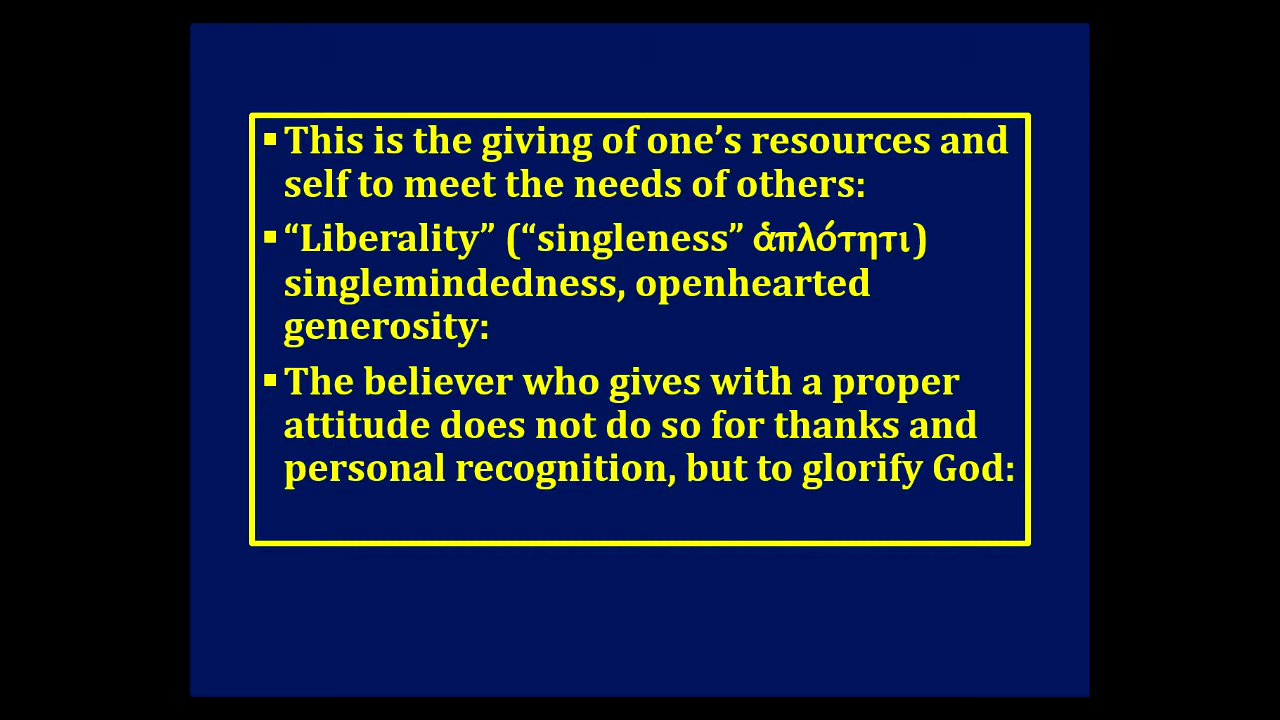 ▪ This is the giving of one’s resources and
self to meet the needs of others:
▪ “Liberality” (“singleness” ἁπλότητι)
singlemindedness, openhearted
generosity:
▪ The believer who gives with a proper
attitude does not do so for thanks and
personal recognition, but to glorify God: